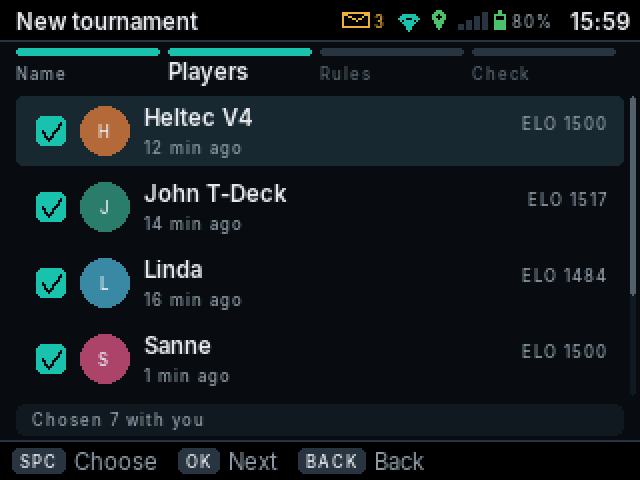 New tournament 3 80% 15:59
Name Players Rules Check
H Heltec V4 ELO 1500
12 min ago
J John T-Deck ELO 1517
14 min ago
L Linda ELO 1484
16 min ago
S Sanne ELO 1500
1 min ago
Chosen 7 with you
SPC Choose OK Next BACK Back